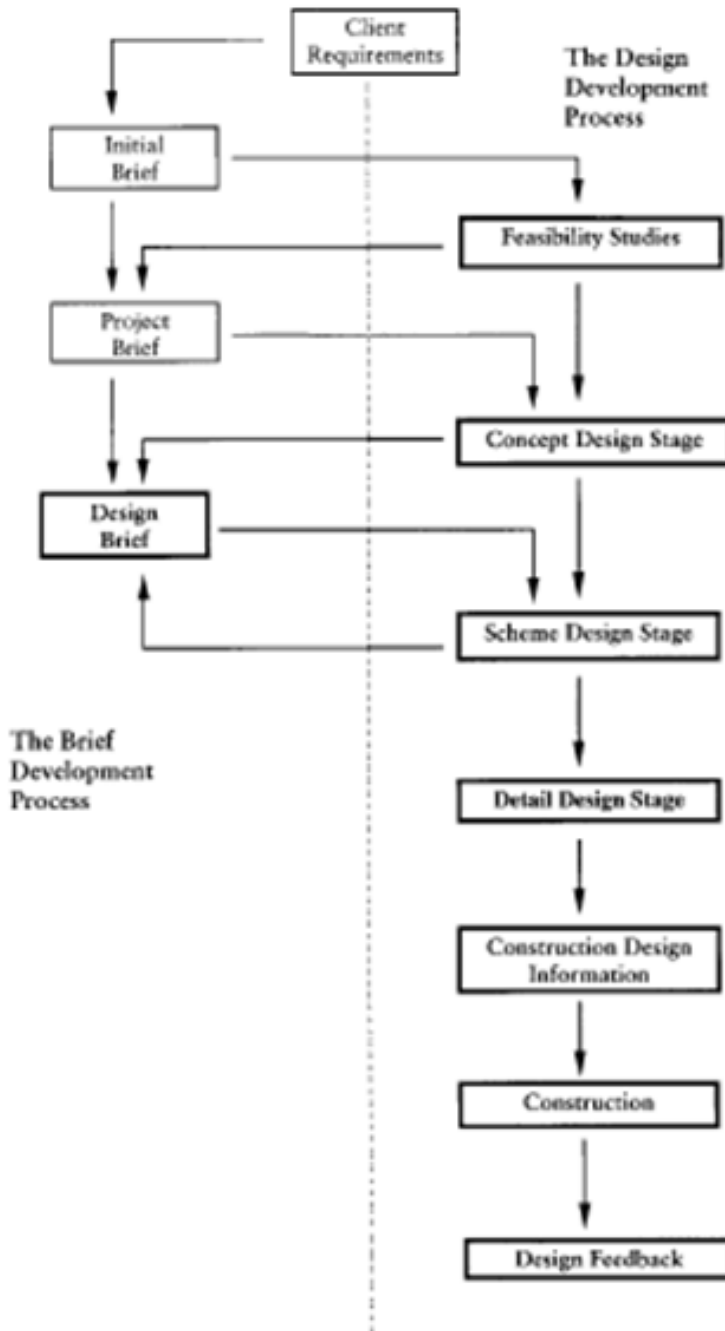 Client
Requirements
The Design
Development
Process
Initial
Brief
Feasibility Studies
Project
Brief
Concept Design Stage
Design
Brief
Scheme Design Stage
The Brief
Development
Process
Detail Design Stage
Construction Design
Information
Construction
Design Feedback